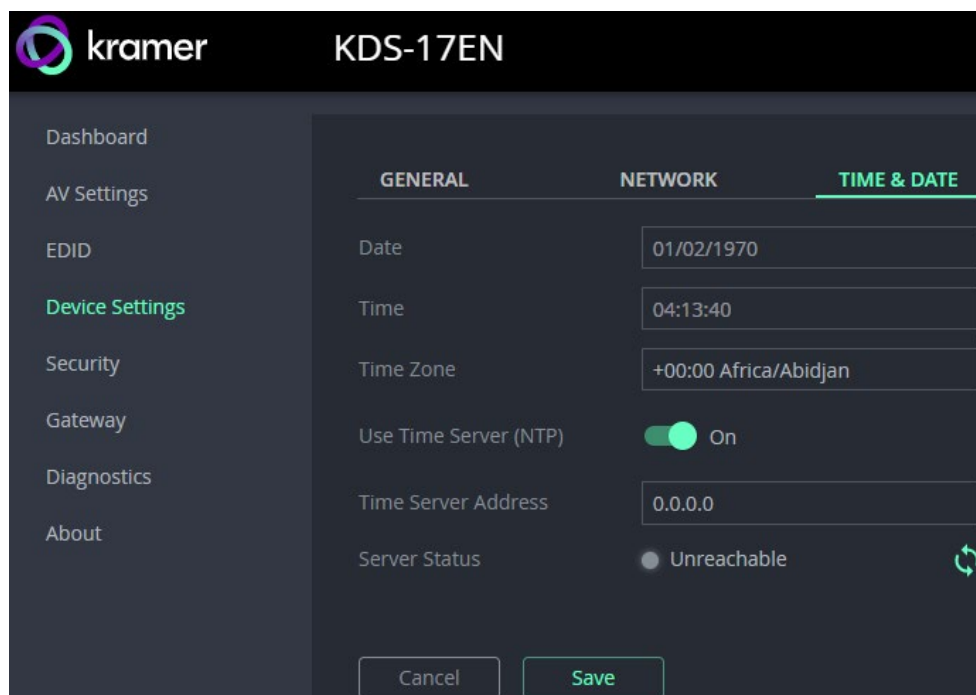 kramer KDS-17EN
Dashboard
AV Settings
EDID
Device Settings
Security
Gateway
Diagnostics
About
GENERAL NETWORK TIME & DATE
Date 01/02/1970
Time 04:13:40
Time Zone +00:00 Africa/Abidjan
Use Time Server (NTP) On
Time Server Address 0.0.0.0
Server Status Unreachable
Cancel Save